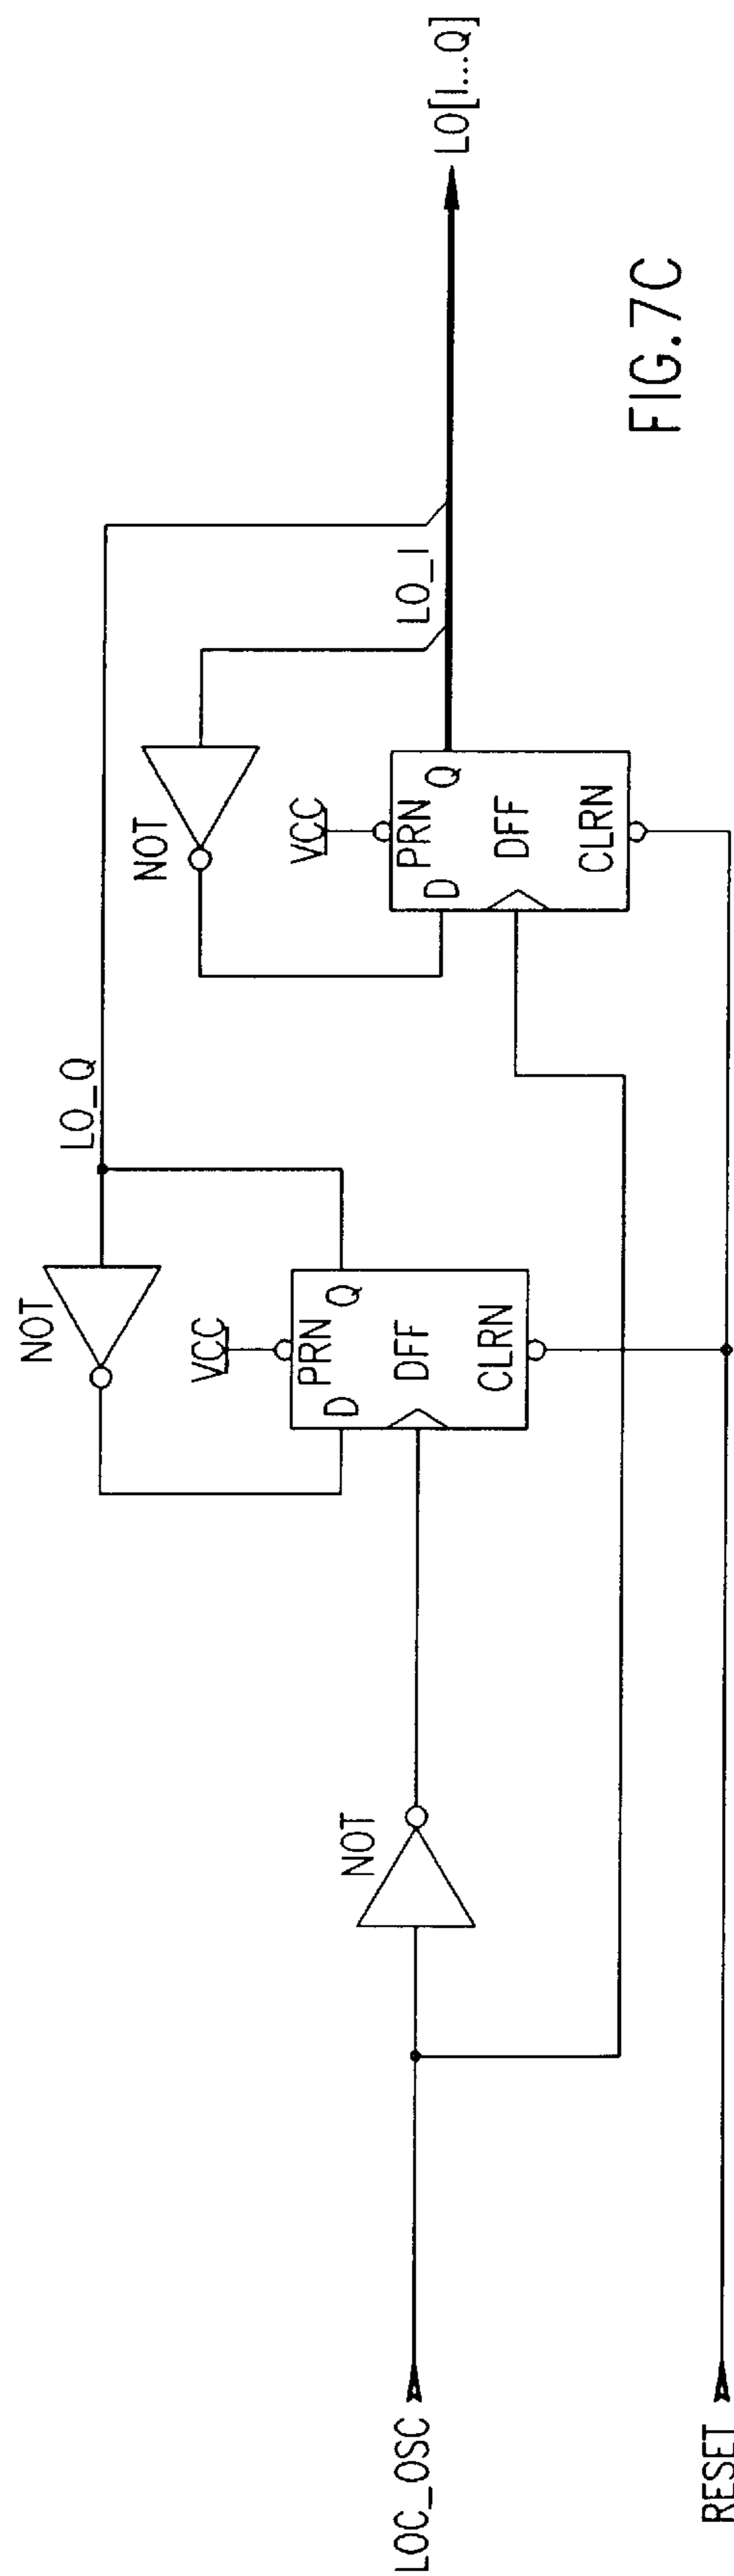 LO[I...Q]
FIG.7C
LO_Q
LO_I
NOT
NOT
VCC
VCC
PRN
D
Q
DFF
CLRN
PRN
D
Q
DFF
CLRN
NOT
LOC_OSC
RESET